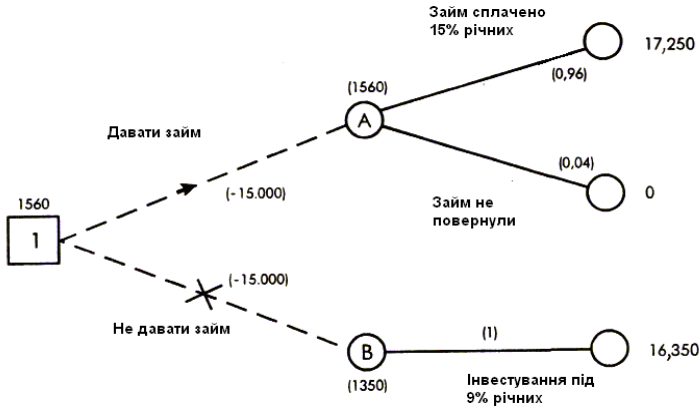 Займ сплачено
15% річних
17,250
(0,96)
(1560)
А
Давати займ
(0,04)
0
(-15.000)
Займ не
повернули
1560
1
(-15.000)
Не давати займ
(1)
В
16,350
(1350)
Інвестування під
9% річних